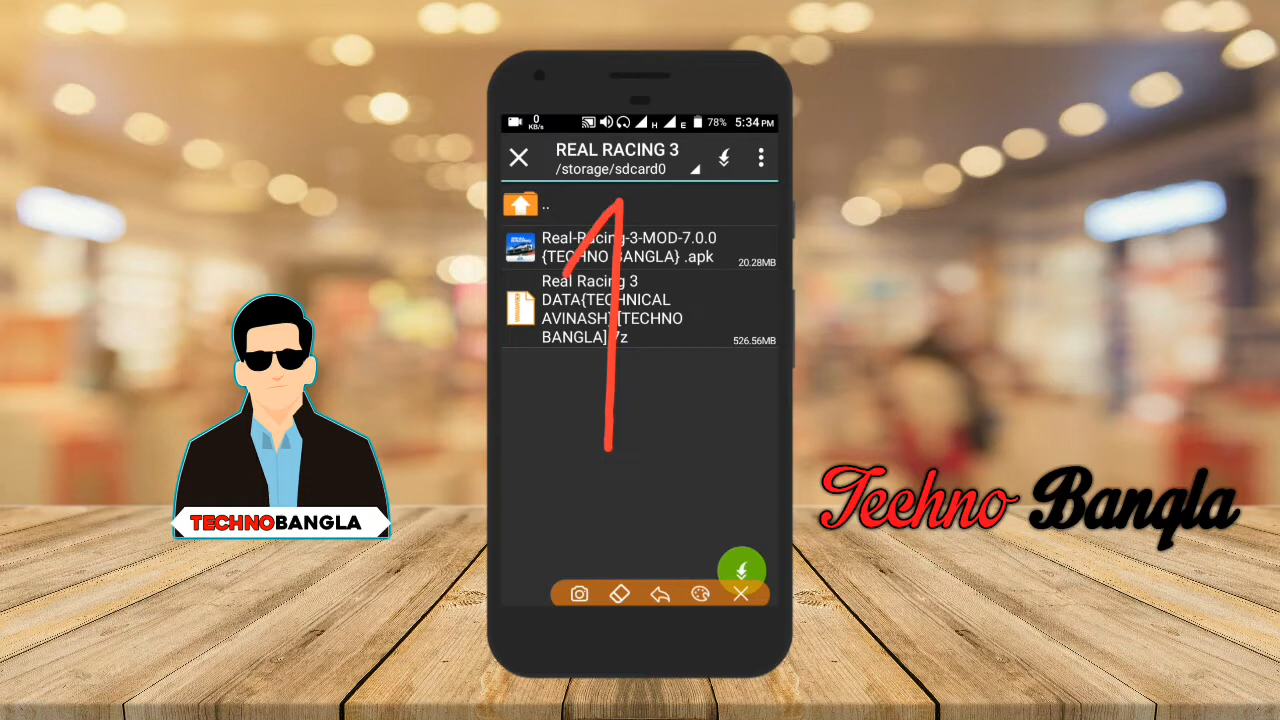 0
KB/s
H
E
78%
5:34 PM
REAL RACING 3
/storage/sdcard0
..
Real-Racing-3-MOD-7.0.0
{TECHNO BANGLA} .apk
20.28MB
Real Racing 3
DATA{TECHNICAL
AVINASH}[TECHNO
BANGLA].7z
526.56MB
1
TECHNOBANGLA
Techno Bangla